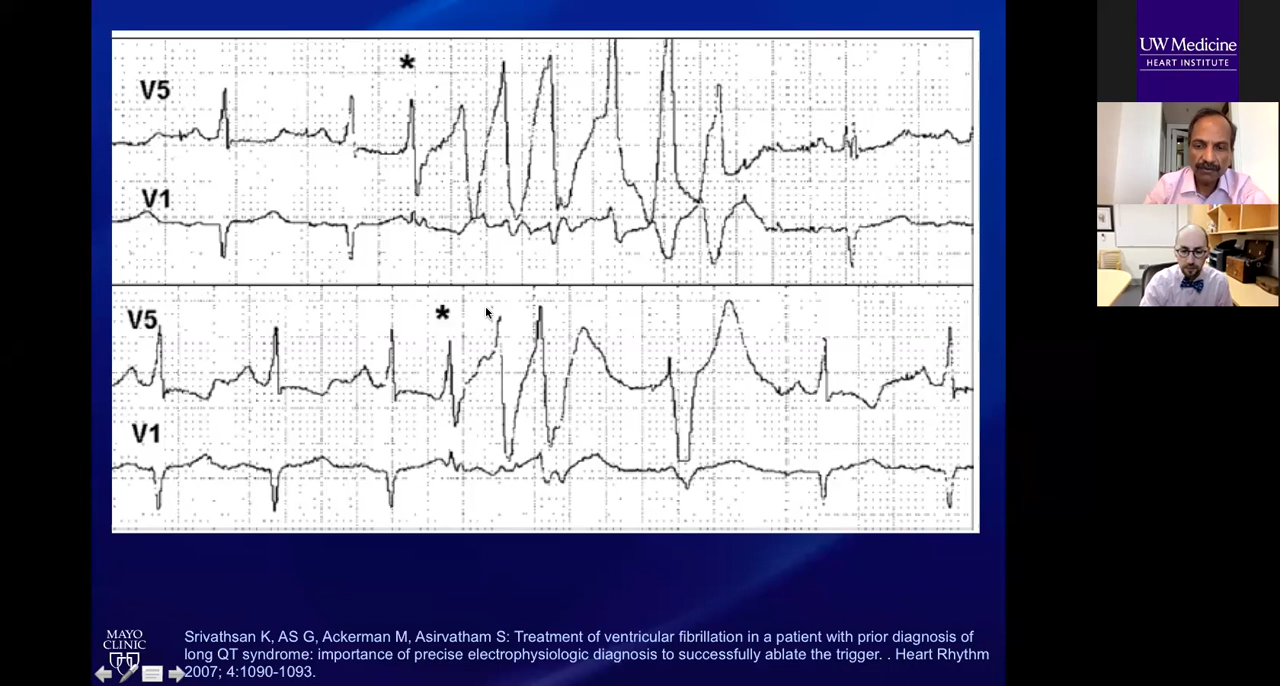 UW Medicine
HEART INSTITUTE
*
V5
V1
*
V5
V1
MAYO
CLINIC
Srivathsan K, AS G, Ackerman M, Asirvatham S: Treatment of ventricular fibrillation in a patient with prior diagnosis of
long QT syndrome: importance of precise electrophysiologic diagnosis to successfully ablate the trigger. . Heart Rhythm
2007; 4:1090-1093.